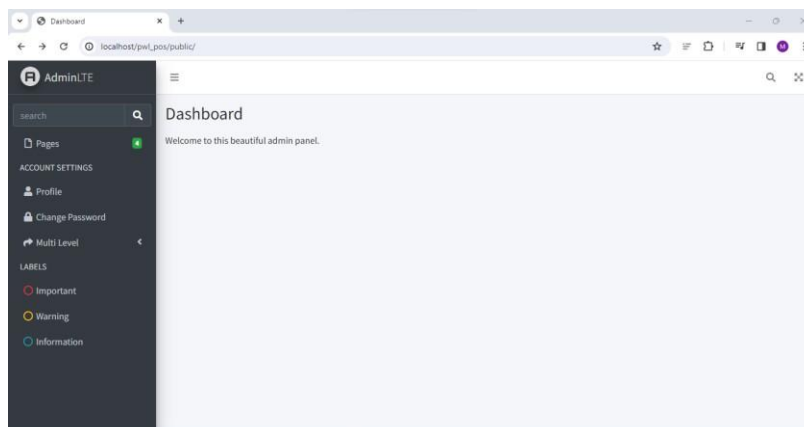 Dashboard
localhost/pwl_pos/public/
M
AdminLTE
search
Pages 4
ACCOUNT SETTINGS
Profile
Change Password
Multi Level
LABELS
Important
Warning
Information
Dashboard
Welcome to this beautiful admin panel.